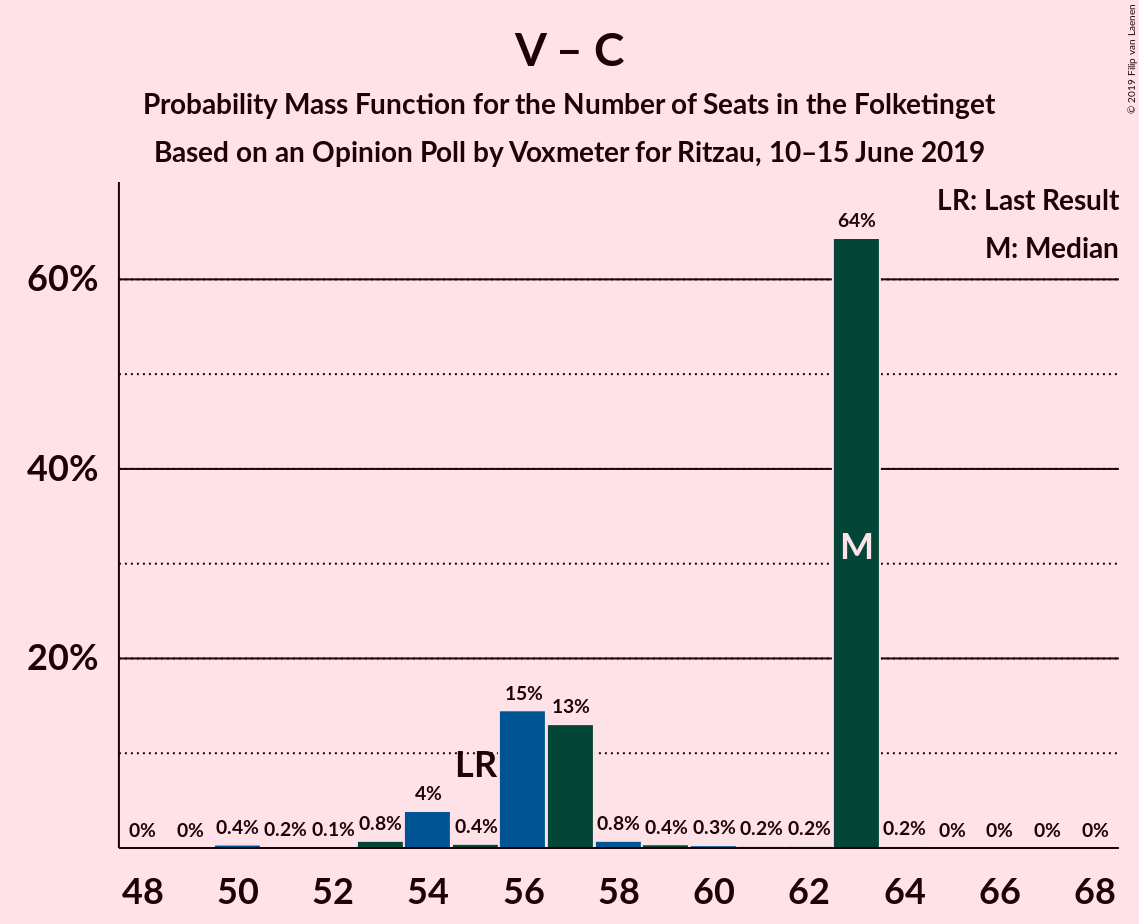 V – C
Probability Mass Function for the Number of Seats in the Folketinget
Based on an Opinion Poll by Voxmeter for Ritzau, 10–15 June 2019
© 2019 Filip van Laenen
LR: Last Result
M: Median
60%
40%
20%
0% 0% 0.4% 0.2% 0.1% 0.8% 4% 0.4% 15% 13% 0.8% 0.4% 0.3% 0.2% 0.2% 64% 0.2% 0% 0% 0% 0%
LR
M
48 50 52 54 56 58 60 62 64 66 68